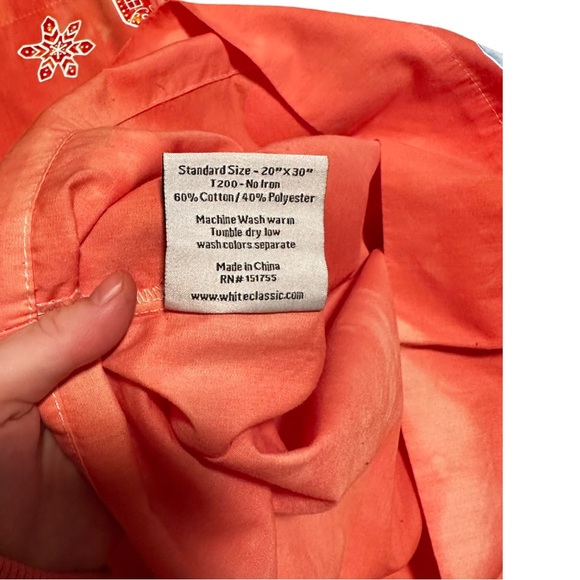 Standard Size - 20"X30"
T200 - No Iron
60% Cotton / 40% Polyester
Machine Wash warm
Tumble dry low
wash colors separate
Made in China
RN# 151755
www.whiteclassic.com